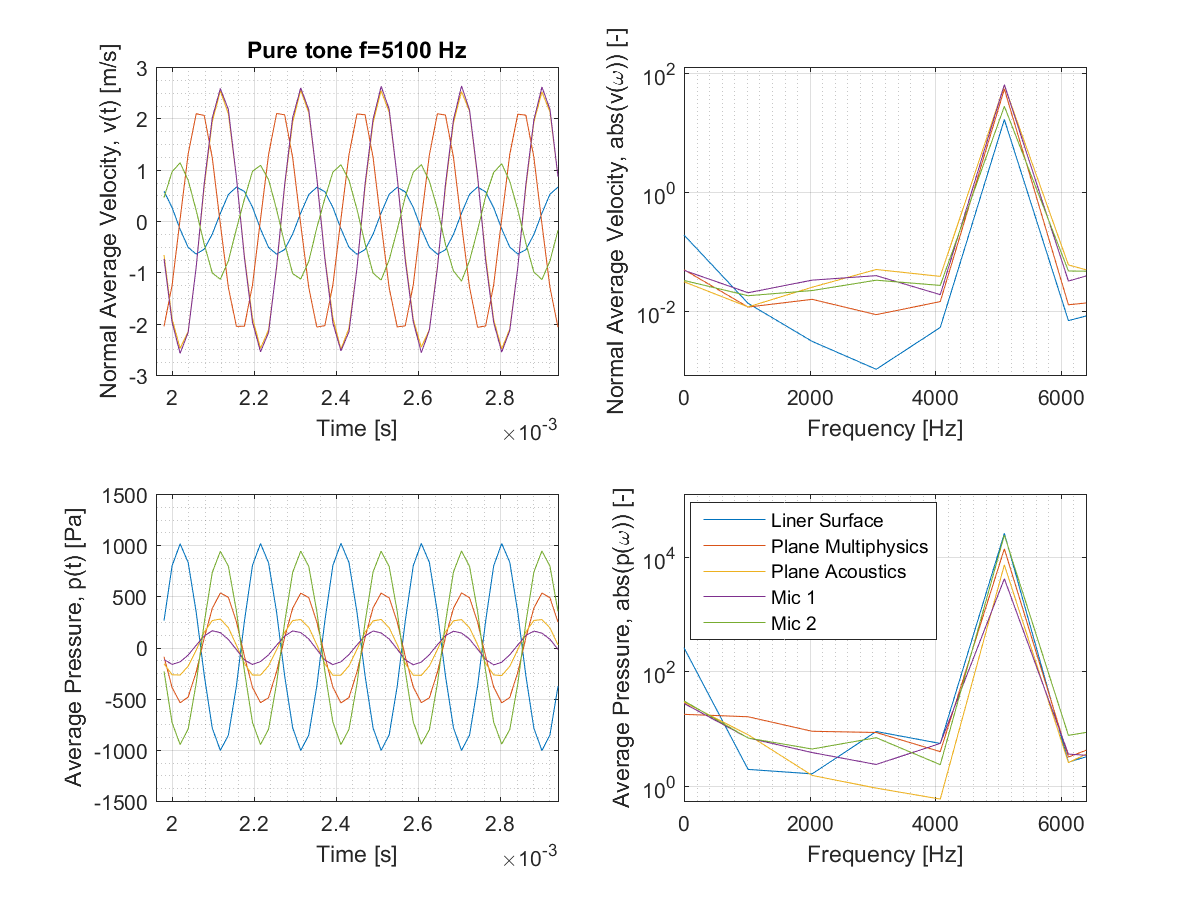 Pure tone f=5100 Hz
Normal Average Velocity, v(t) [m/s]
3
2
1
0
-1
-2
-3
2
2.2
2.4
2.6
2.8
×10-3
Time [s]
Normal Average Velocity, abs(v(ω)) [-]
102
100
10-2
0
2000
4000
6000
Frequency [Hz]
Average Pressure, p(t) [Pa]
1500
1000
500
0
-500
-1000
-1500
2
2.2
2.4
2.6
2.8
×10-3
Time [s]
Average Pressure, abs(p(ω)) [-]
104
102
100
Liner Surface
Plane Multiphysics
Plane Acoustics
Mic 1
Mic 2
0
2000
4000
6000
Frequency [Hz]